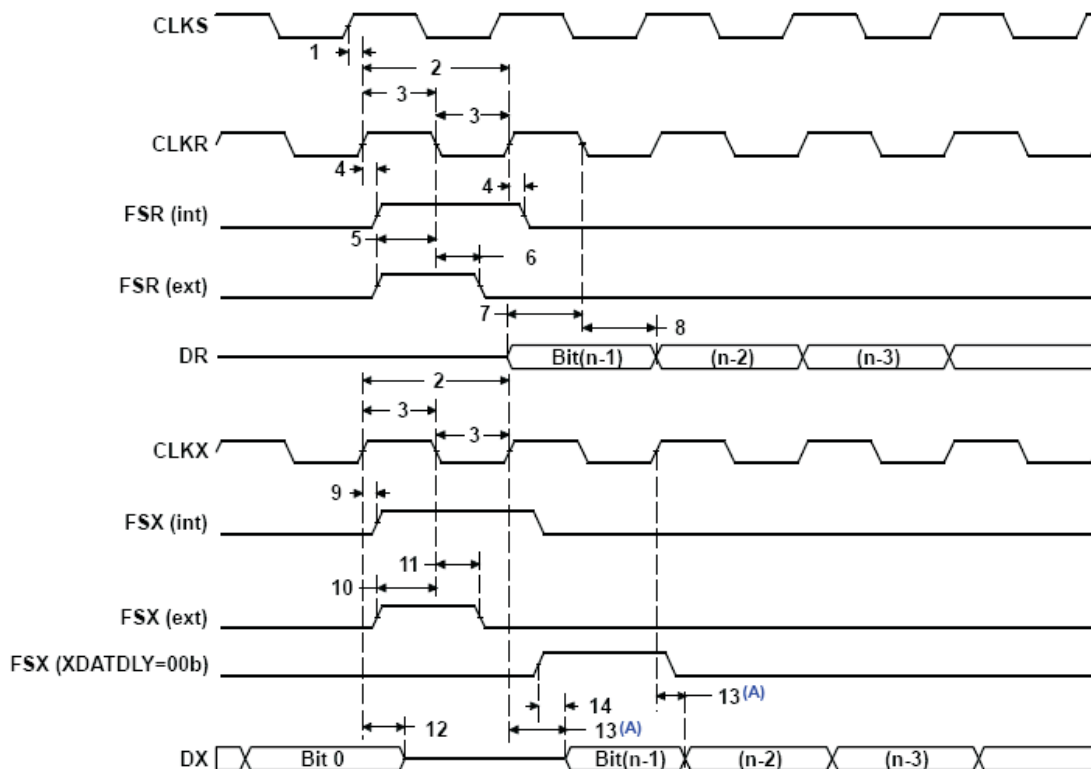 CLKS
1
2
3
3
CLKR
4
4
FSR (int)
5
6
FSR (ext)
7
8
DR
Bit(n-1)
(n-2)
(n-3)
2
3
3
CLKX
9
FSX (int)
11
10
FSX (ext)
FSX (XDATDLY=00b)
14
13(A)
12
13(A)
DX
Bit 0
Bit(n-1)
(n-2)
(n-3)